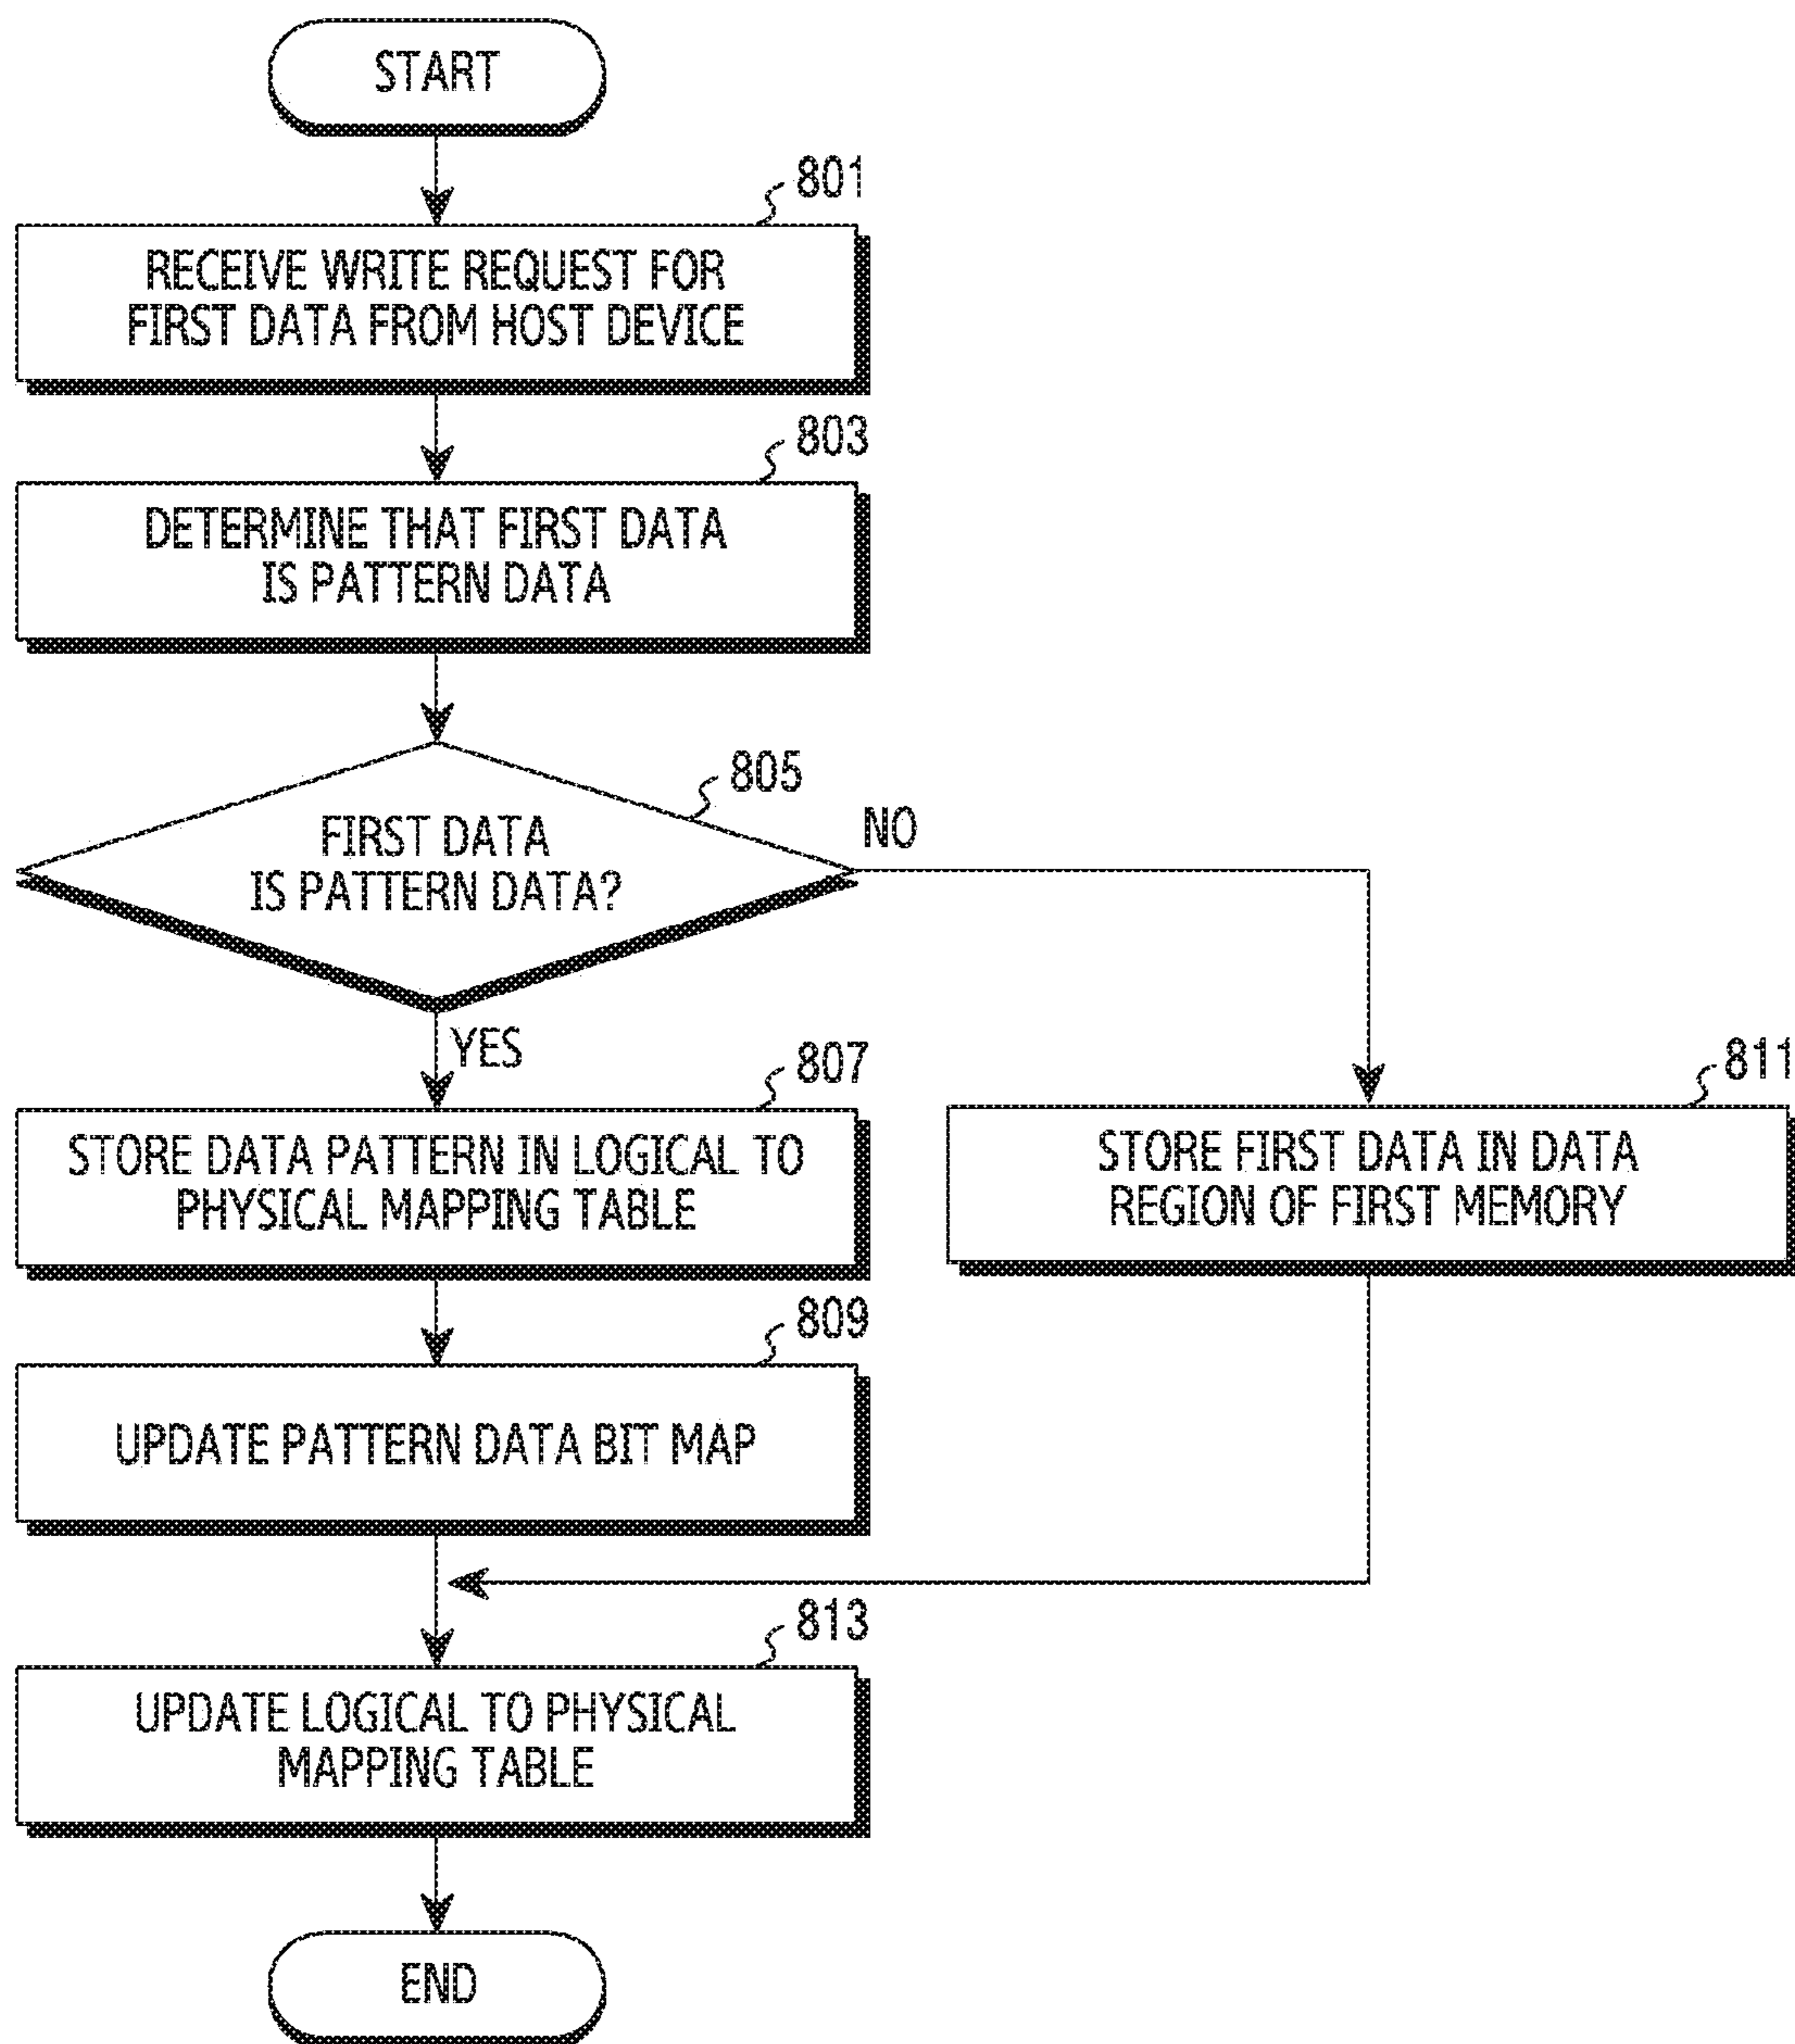 START
801
RECEIVE WRITE REQUEST FOR
FIRST DATA FROM HOST DEVICE
803
DETERMINE THAT FIRST DATA
IS PATTERN DATA
805
FIRST DATA
IS PATTERN DATA?
NO
YES
807
STORE DATA PATTERN IN LOGICAL TO
PHYSICAL MAPPING TABLE
811
STORE FIRST DATA IN DATA
REGION OF FIRST MEMORY
809
UPDATE PATTERN DATA BIT MAP
813
UPDATE LOGICAL TO PHYSICAL
MAPPING TABLE
END